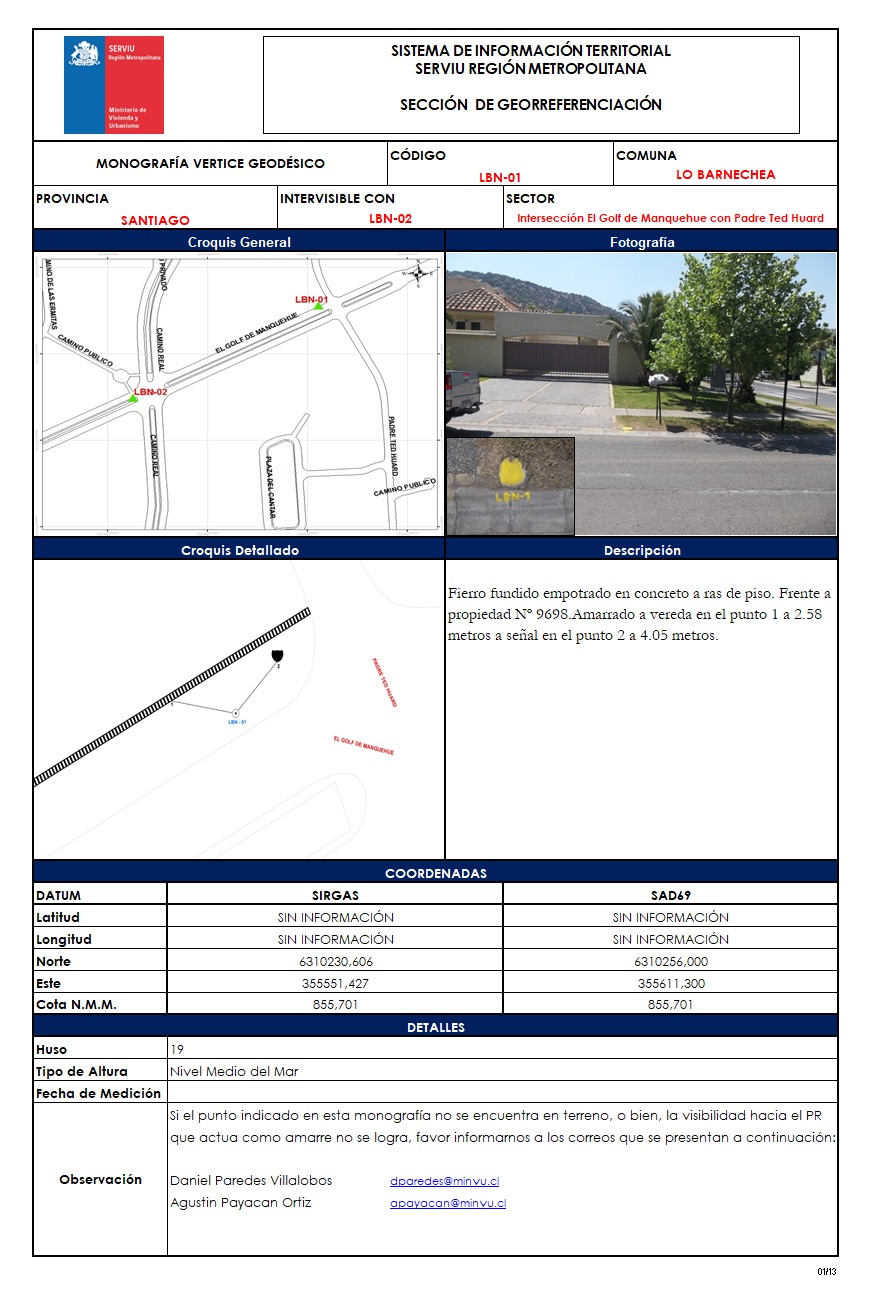 SERVIU
Región Metropolitana
Ministerio de
Vivienda y
Urbanismo
SISTEMA DE INFORMACIÓN TERRITORIAL
SERVIU REGIÓN METROPOLITANA
SECCIÓN DE GEORREFERENCIACIÓN
MONOGRAFÍA VERTICE GEODÉSICO
CÓDIGO
LBN-01
COMUNA
LO BARNECHEA
PROVINCIA
SANTIAGO
INTERVISIBLE CON
LBN-02
SECTOR
Intersección El Golf de Manquehue con Padre Ted Huard
Croquis General
Fotografía
MINO DE LAS ERMITAS
O PRIVADO
CAMINO PUBLICO
CAMINO REAL
LBN-01
EL GOLF DE MANQUEHUE
LBN-02
CAMINO REAL
PLAZA DEL CANTAR
PADRE TED HUARD
CAMINO PUBLICO
LBN-1
Croquis Detallado
Descripción
1
2
LBN - 01
PADRE TED HUARD
EL GOLF DE MANQUEHUE
Fierro fundido empotrado en concreto a ras de piso. Frente a
propiedad Nº 9698.Amarrado a vereda en el punto 1 a 2.58
metros a señal en el punto 2 a 4.05 metros.
COORDENADAS
DATUM SIRGAS SAD69
Latitud SIN INFORMACIÓN SIN INFORMACIÓN
Longitud SIN INFORMACIÓN SIN INFORMACIÓN
Norte 6310230,606 6310256,000
Este 355551,427 355611,300
Cota N.M.M. 855,701 855,701
DETALLES
Huso 19
Tipo de Altura Nivel Medio del Mar
Fecha de Medición
Observación
Si el punto indicado en esta monografía no se encuentra en terreno, o bien, la visibilidad hacia el PR
que actua como amarre no se logra, favor informarnos a los correos que se presentan a continuación:
Daniel Paredes Villalobos dparedes@minvu.cl
Agustin Payacan Ortiz apayacan@minvu.cl
01/13